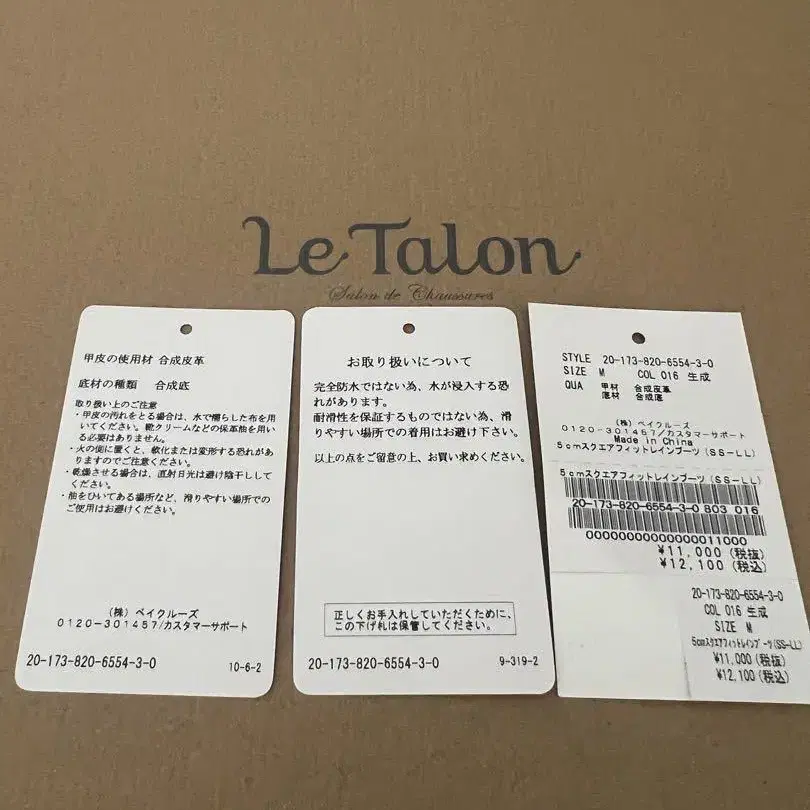 Le Talon
Salon de Chaussures
甲皮の使用材 合成皮革
底材の種類 合成底
取り扱い上のご注意
・甲皮の汚れをとる場合は、水で濡らした布を用
いてください。靴クリームなどの保革油を用い
る必要はありません。
・火の側に置くと、軟化または変形する恐れがあ
りますのでご注意ください。
・乾燥させる場合は、直射日光は避け陰干ししてく
ださい。
・油をひいてある場所など、滑りやすい場所での
ご使用はお避けください。
(株) ベイクルーズ
0120-301457/カスタマーサポート
20-173-820-6554-3-0 10-6-2
お取り扱いについて
完全防水ではない為、水が浸入する恐
れがあります。
耐滑性を保証するものではない為、滑
りやすい場所での着用はお避け下さい。
以上の点をご留意の上、お買い求めください。
正しくお手入れしていただくために、
この下げ札は保管してください。
20-173-820-6554-3-0 9-319-2
STYLE 20-173-820-6554-3-0
SIZE M COL 016 生成
QUA 甲材 合成皮革
底材 合成底
(株) ベイクルーズ
0120-301457/カスタマーサポート
Made in China
5cmスクエアフィットレインブーツ (SS-LL)
5cmスクエアフィットレインブーツ (SS-LL)
20-173-820-6554-3-0 803 016
00000000000000011000
¥11,000 (税抜)
¥12,100 (税込)
20-173-820-6554-3-0
COL 016 生成
SIZE M
5cmスクエアフィットレインブーツ(SS-LL)
¥11,000 (税抜)
¥12,100 (税込)